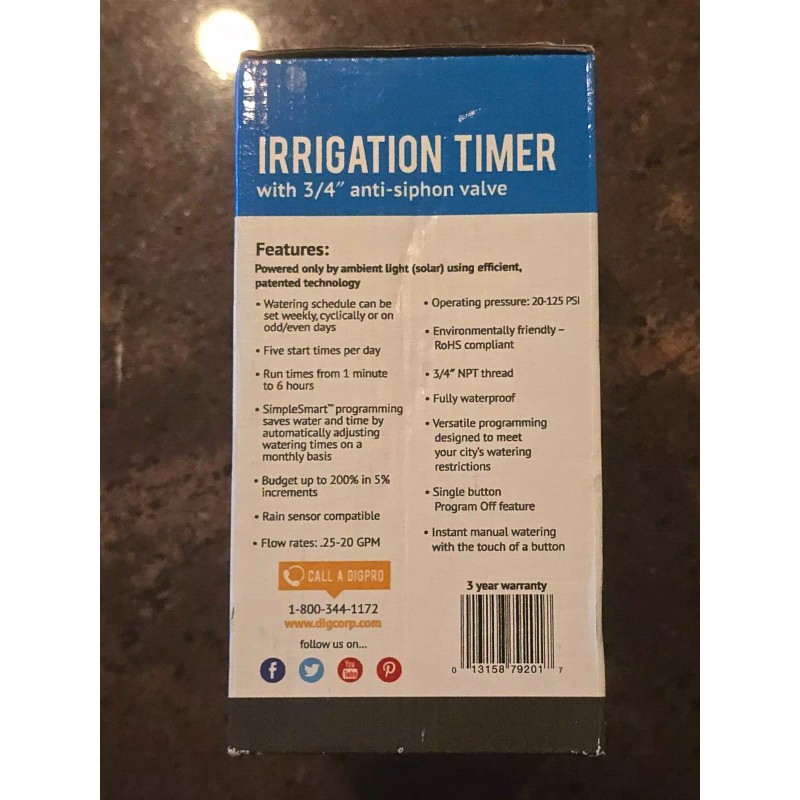 IRRIGATION TIMER
with 3/4" anti-siphon valve
Features:
Powered only by ambient light (solar) using efficient,
patented technology
• Watering schedule can be
set weekly, cyclically or on
odd/even days
• Five start times per day
• Run times from 1 minute
to 6 hours
• SimpleSmart™ programming
saves water and time by
automatically adjusting
watering times on a
monthly basis
• Budget up to 200% in 5%
increments
• Rain sensor compatible
• Flow rates: .25-20 GPM
• Operating pressure: 20-125 PSI
• Environmentally friendly –
RoHS compliant
• 3/4" NPT thread
• Fully waterproof
• Versatile programming
designed to meet
your city's watering
restrictions
• Single button
Program Off feature
• Instant manual watering
with the touch of a button
CALL A DIGPRO
1-800-344-1172
www.digcorp.com
follow us on...
f
You
Tube
3 year warranty
0 13158 79201 7